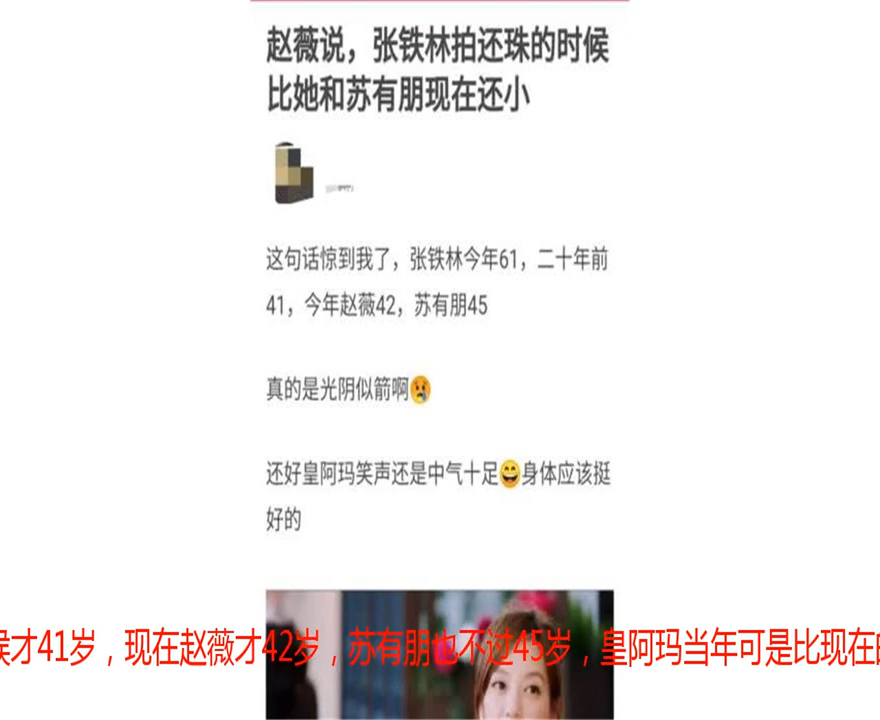 赵薇说，张铁林拍还珠的时候
比她和苏有朋现在还小
这句话惊到我了，张铁林今年61，二十年前
41，今年赵薇42，苏有朋45
真的是光阴似箭啊😢
还好皇阿玛笑声还是中气十足😄身体应该挺
好的
才41岁，现在赵薇才42岁，苏有朋也不过45岁，皇阿玛当年可是比现在